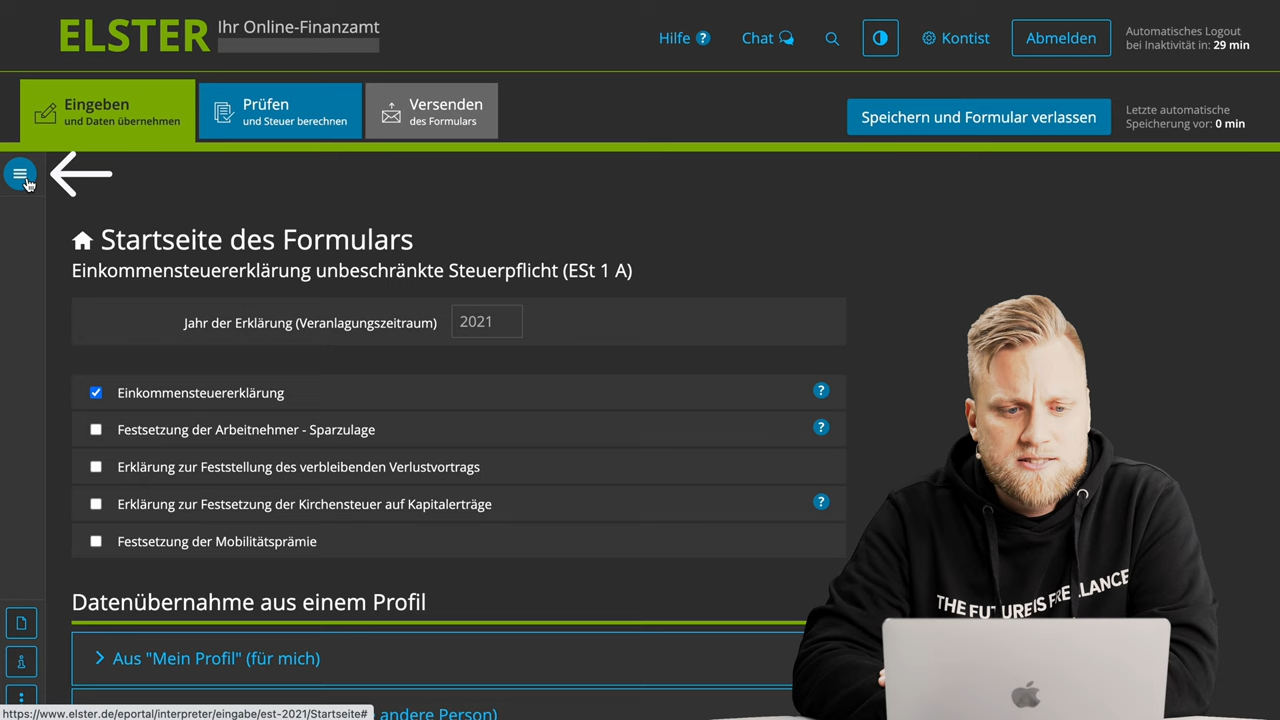 ELSTER
Ihr Online-Finanzamt
Hilfe ?
Chat
Kontist
Abmelden
Automatisches Logout
bei Inaktivität in: 29 min
Eingeben
und Daten übernehmen
Prüfen
und Steuer berechnen
Versenden
des Formulars
Speichern und Formular verlassen
Letzte automatische
Speicherung vor: 0 min
Startseite des Formulars
Einkommensteuererklärung unbeschränkte Steuerpflicht (ESt 1 A)
Jahr der Erklärung (Veranlagungszeitraum) 2021
Einkommensteuererklärung ?
Festsetzung der Arbeitnehmer - Sparzulage ?
Erklärung zur Feststellung des verbleibenden Verlustvortrags
Erklärung zur Festsetzung der Kirchensteuer auf Kapitalerträge ?
Festsetzung der Mobilitätsprämie
Datenübernahme aus einem Profil
Aus "Mein Profil" (für mich)
andere Person)
https://www.elster.de/eportal/interpreter/eingabe/est-2021/Startseite#
THE FUTURE IS FREELANCE